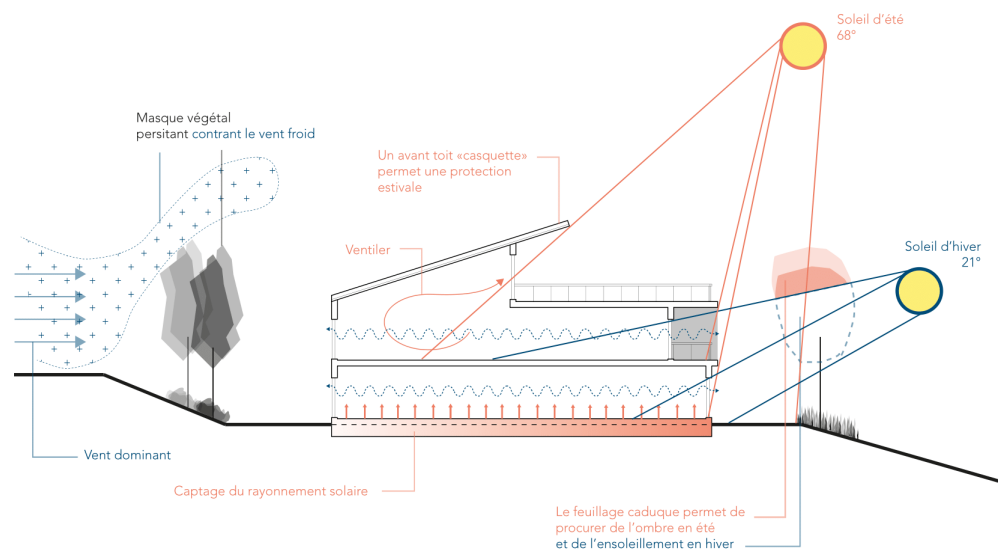 Soleil d'été
68°
Masque végétal
persitant contrant le vent froid
Un avant toit «casquette»
permet une protection
estivale
Ventiler
Soleil d'hiver
21°
Vent dominant
Captage du rayonnement solaire
Le feuillage caduque permet de
procurer de l'ombre en été
et de l'ensoleillement en hiver